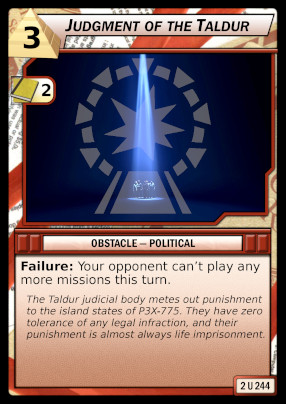 JUDGMENT OF THE TALDUR
3
2
OBSTACLE – POLITICAL
Failure: Your opponent can't play any
more missions this turn.
The Taldur judicial body metes out punishment
to the island states of P3X-775. They have zero
tolerance of any legal infraction, and their
punishment is almost always life imprisonment.
2 U 244